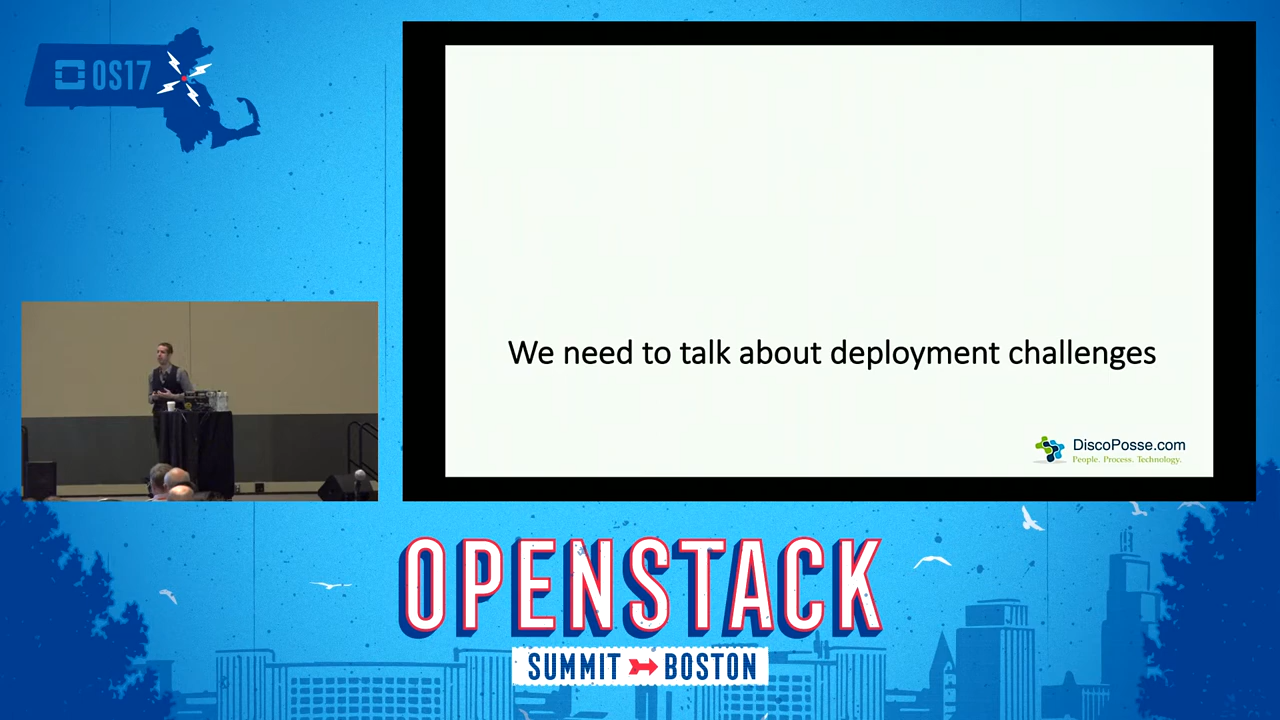 OS17
We need to talk about deployment challenges
DiscoPosse.com
People. Process. Technology.
OPENSTACK
SUMMIT BOSTON